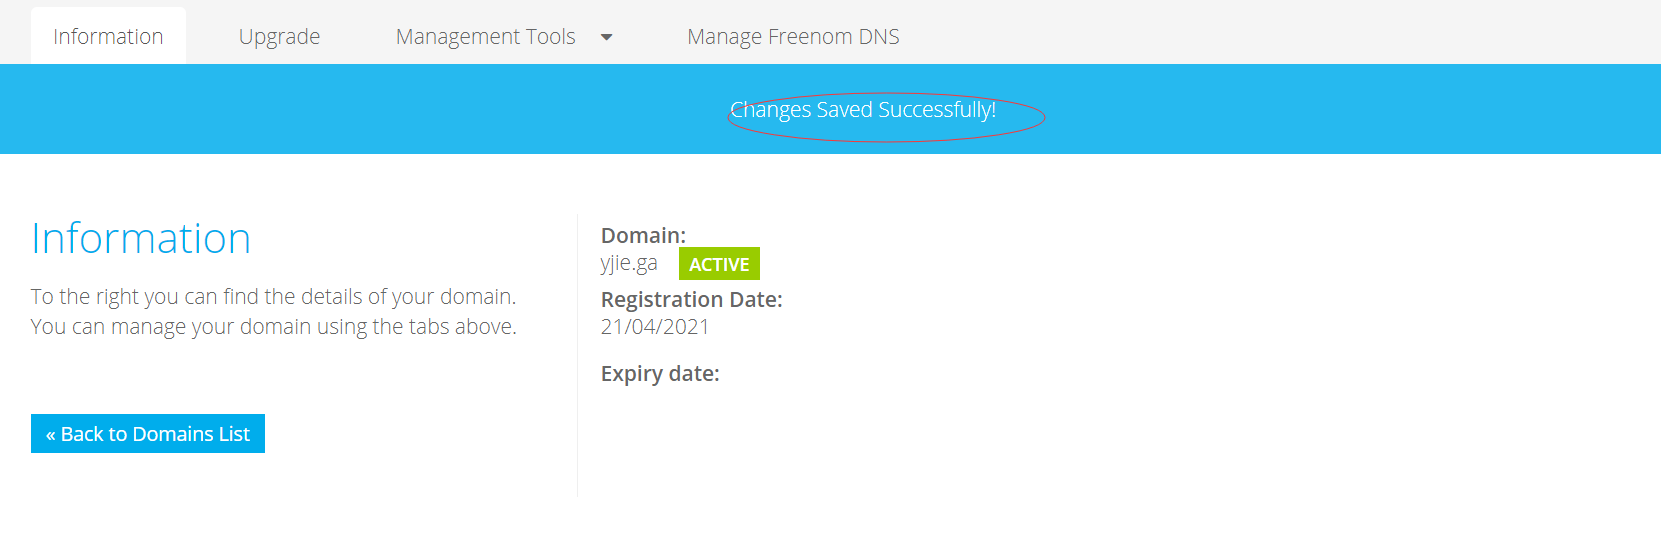 Information
Upgrade
Management Tools
Manage Freenom DNS
Changes Saved Successfully!
Information
To the right you can find the details of your domain.
You can manage your domain using the tabs above.
« Back to Domains List
Domain:
yjie.ga ACTIVE
Registration Date:
21/04/2021
Expiry date: